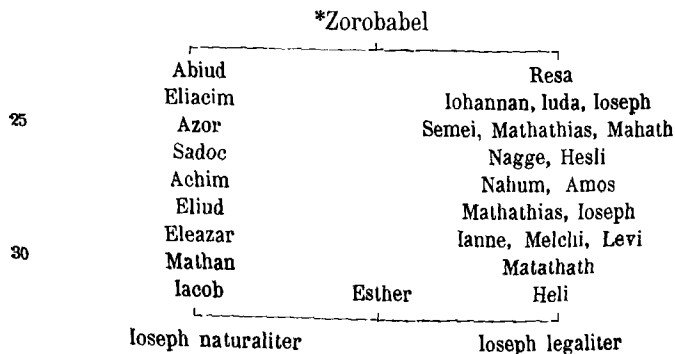 *Zorobabel
Abiud Resa
Eliacim Iohannan, Iuda, Ioseph
25 Azor Semei, Mathathias, Mahath
Sadoc Nagge, Hesli
Achim Nahum, Amos
Eliud Mathathias, Ioseph
Eleazar Ianne, Melchi, Levi
30 Mathan Matathath
Iacob Esther Heli
Ioseph naturaliter Ioseph legaliter